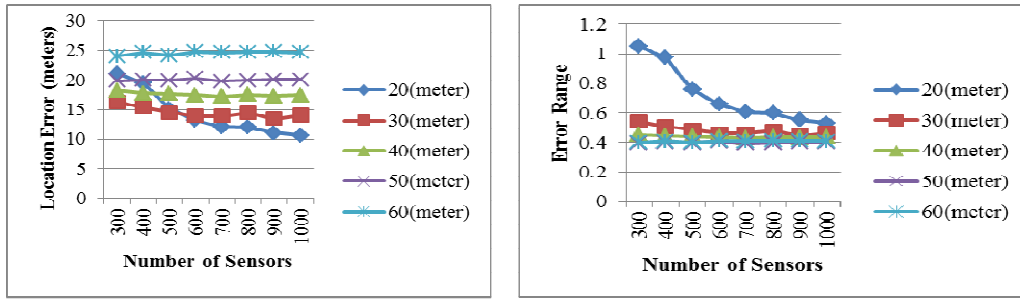 30
25
20
15
10
5
0
Location Error (meters)
300 400 500 600 700 800 900 1000
Number of Sensors
20(meter)
30(meter)
40(meter)
50(meter)
60(meter)
1.2
1
0.8
0.6
0.4
0.2
0
Error Range
300 400 500 600 700 800 900 1000
Number of Sensors
20(meter)
30(meter)
40(meter)
50(meter)
60(meter)